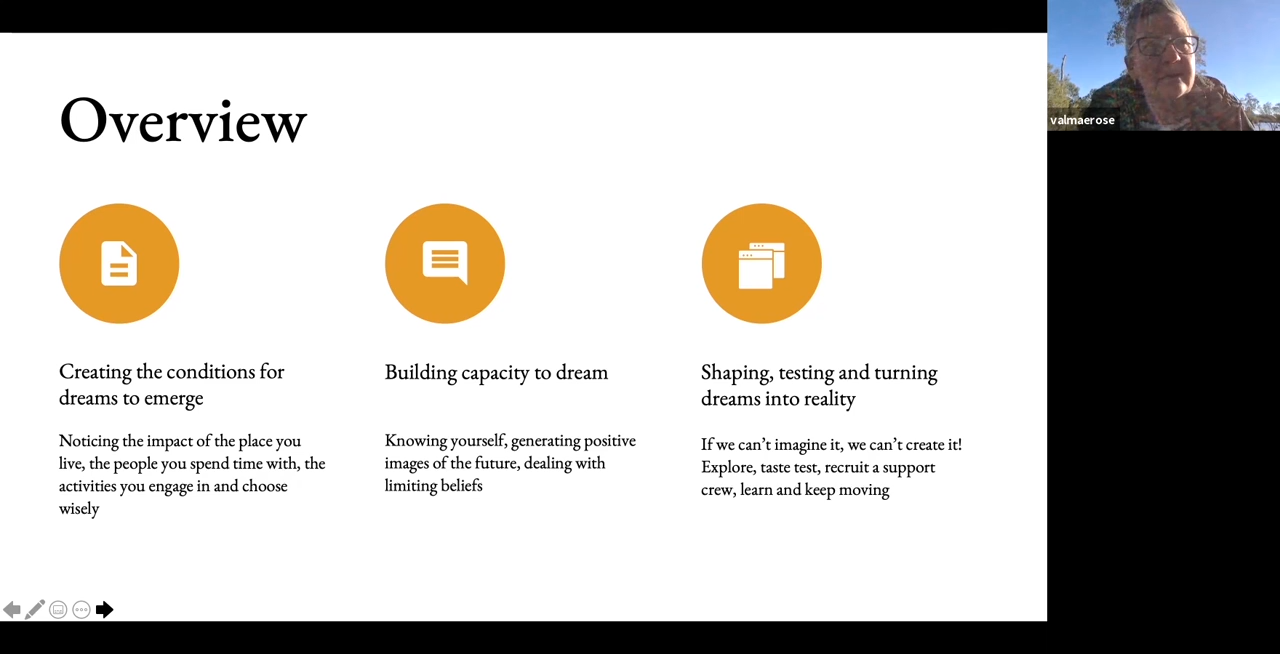 Overview
Creating the conditions for
dreams to emerge
Noticing the impact of the place you
live, the people you spend time with, the
activities you engage in and choose
wisely
Building capacity to dream
Knowing yourself, generating positive
images of the future, dealing with
limiting beliefs
Shaping, testing and turning
dreams into reality
If we can’t imagine it, we can’t create it!
Explore, taste test, recruit a support
crew, learn and keep moving
valmaerose